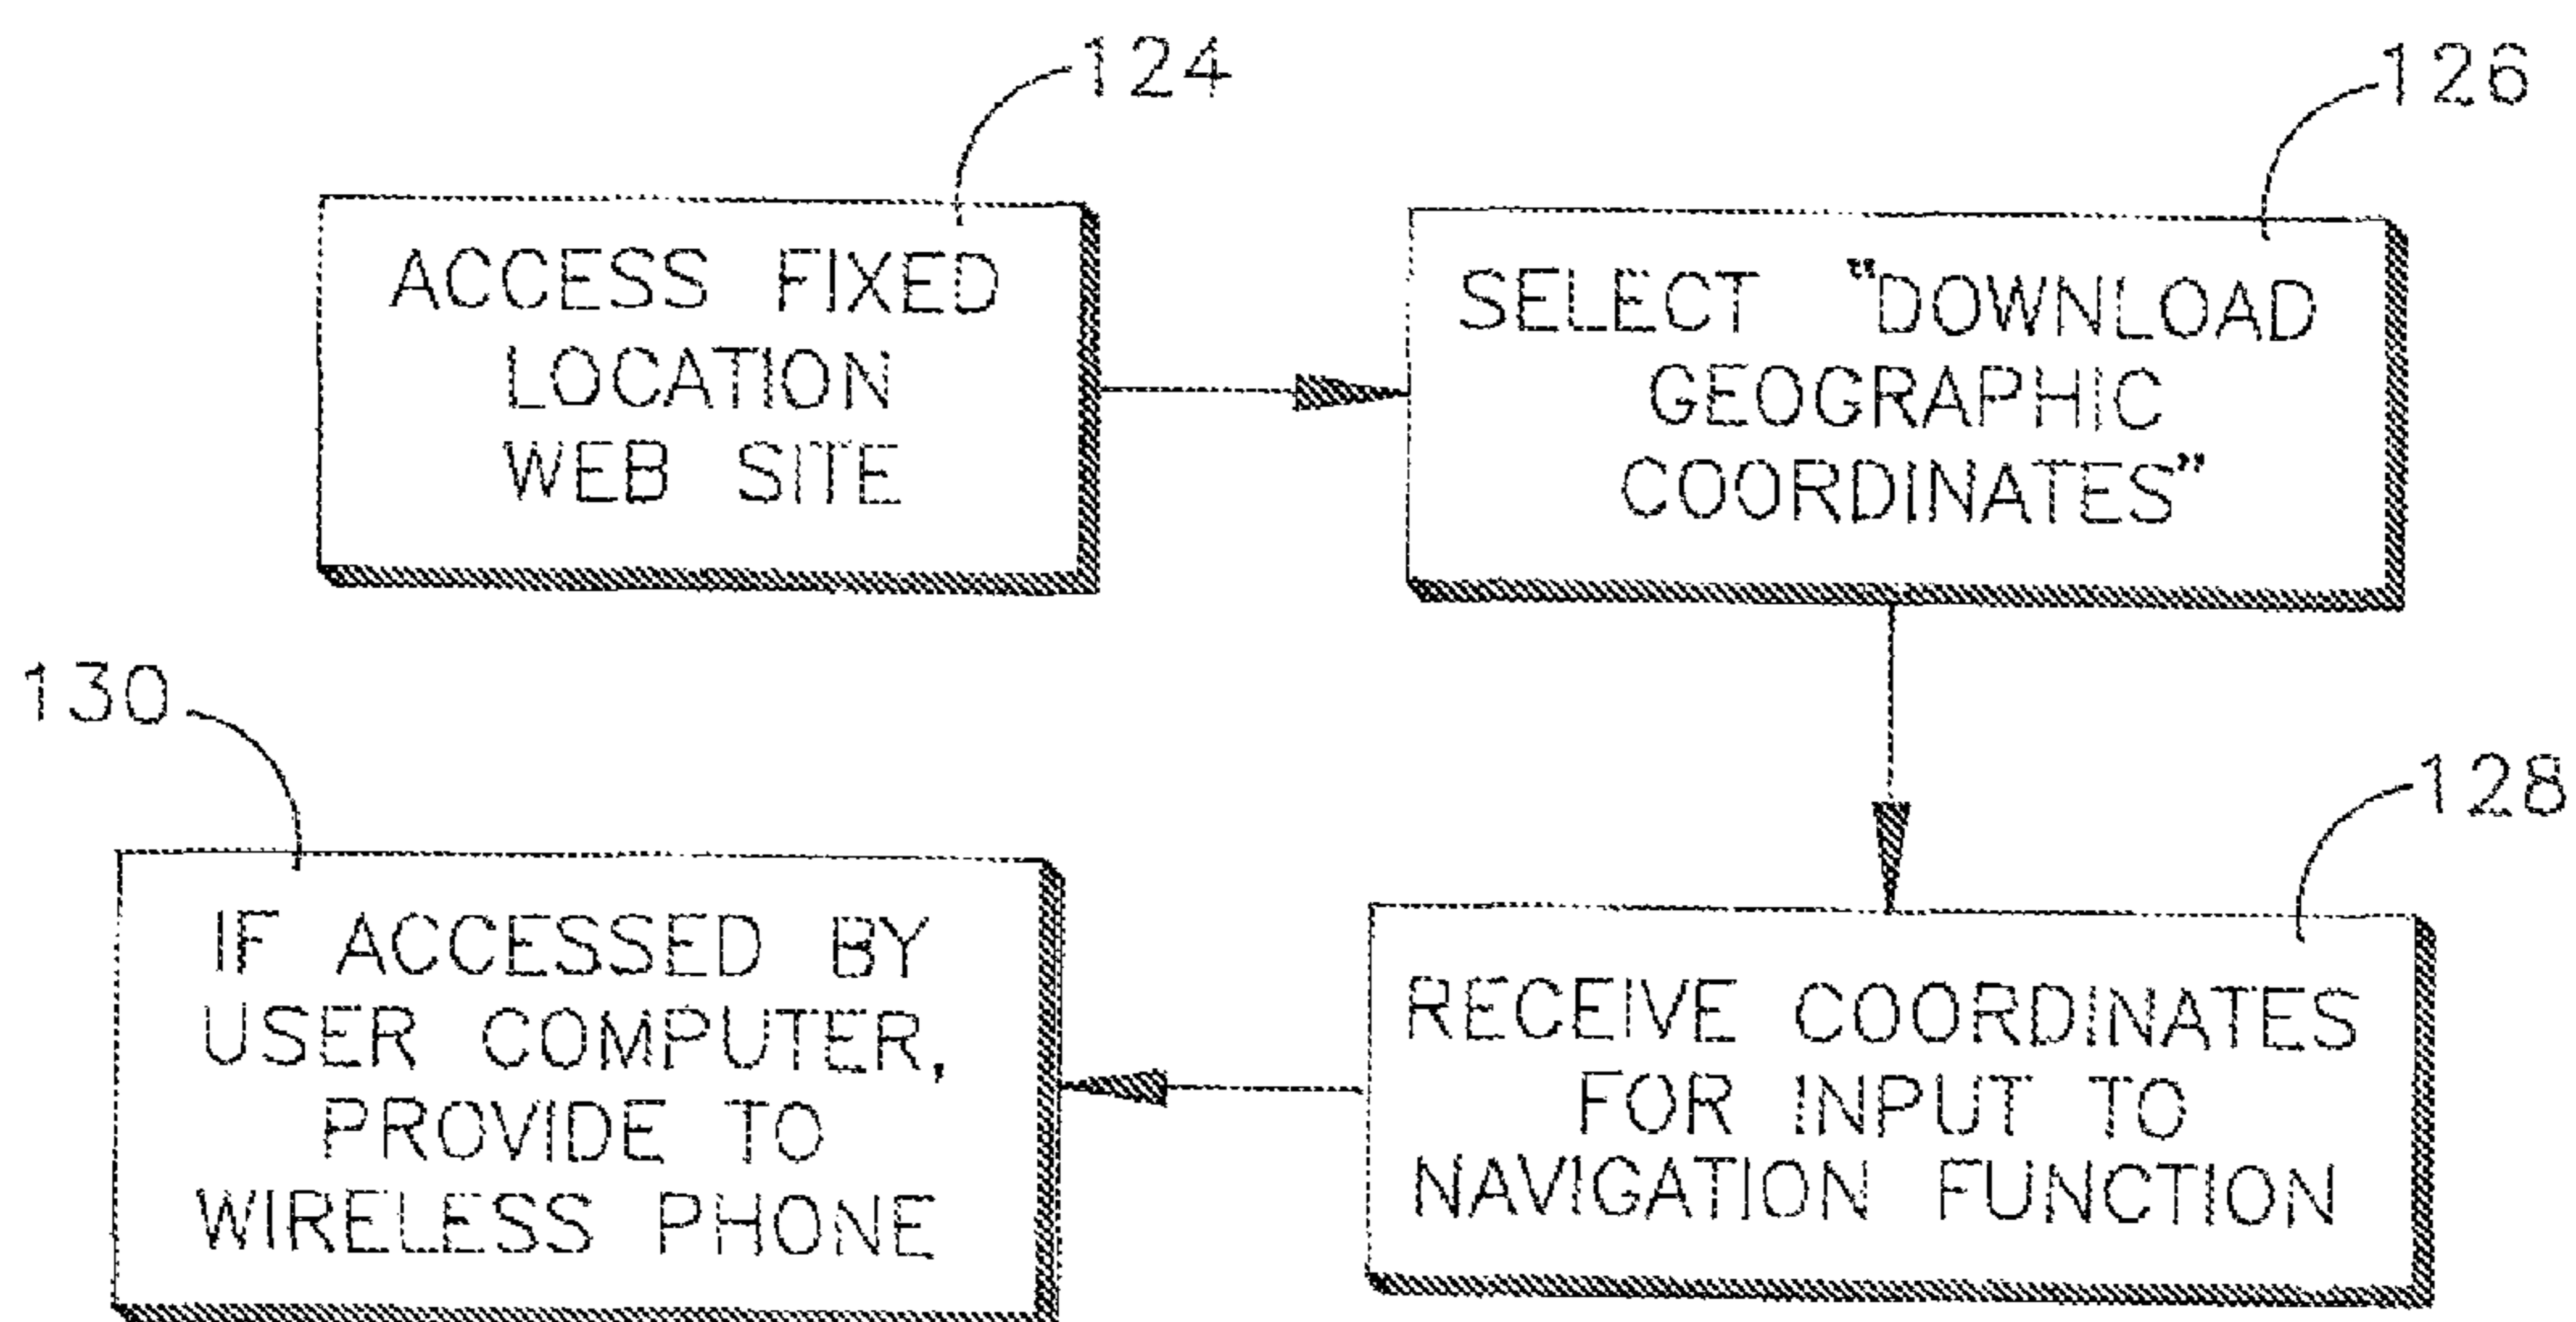 124
ACCESS FIXED
LOCATION
WEB SITE
126
SELECT "DOWNLOAD
GEOGRAPHIC
COORDINATES"
128
RECEIVE COORDINATES
FOR INPUT TO
NAVIGATION FUNCTION
130
IF ACCESSED BY
USER COMPUTER,
PROVIDE TO
WIRELESS PHONE